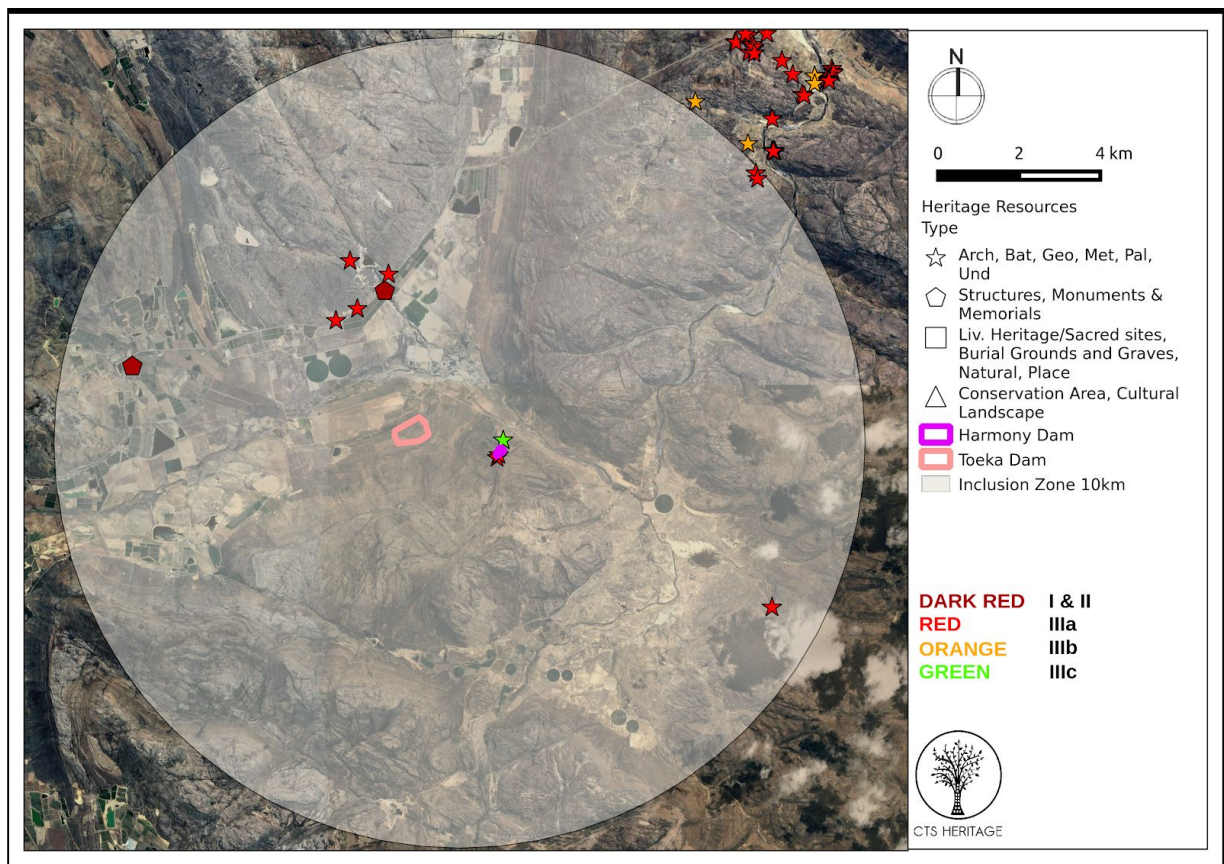 N
0 2 4 km
Heritage Resources
Type
Arch, Bat, Geo, Met, Pal,
Und
Structures, Monuments &
Memorials
Liv. Heritage/Sacred sites,
Burial Grounds and Graves,
Natural, Place
Conservation Area, Cultural
Landscape
Harmony Dam
Toeka Dam
Inclusion Zone 10km
DARK RED I & II
RED IIIa
ORANGE IIIb
GREEN IIIc
CTS HERITAGE